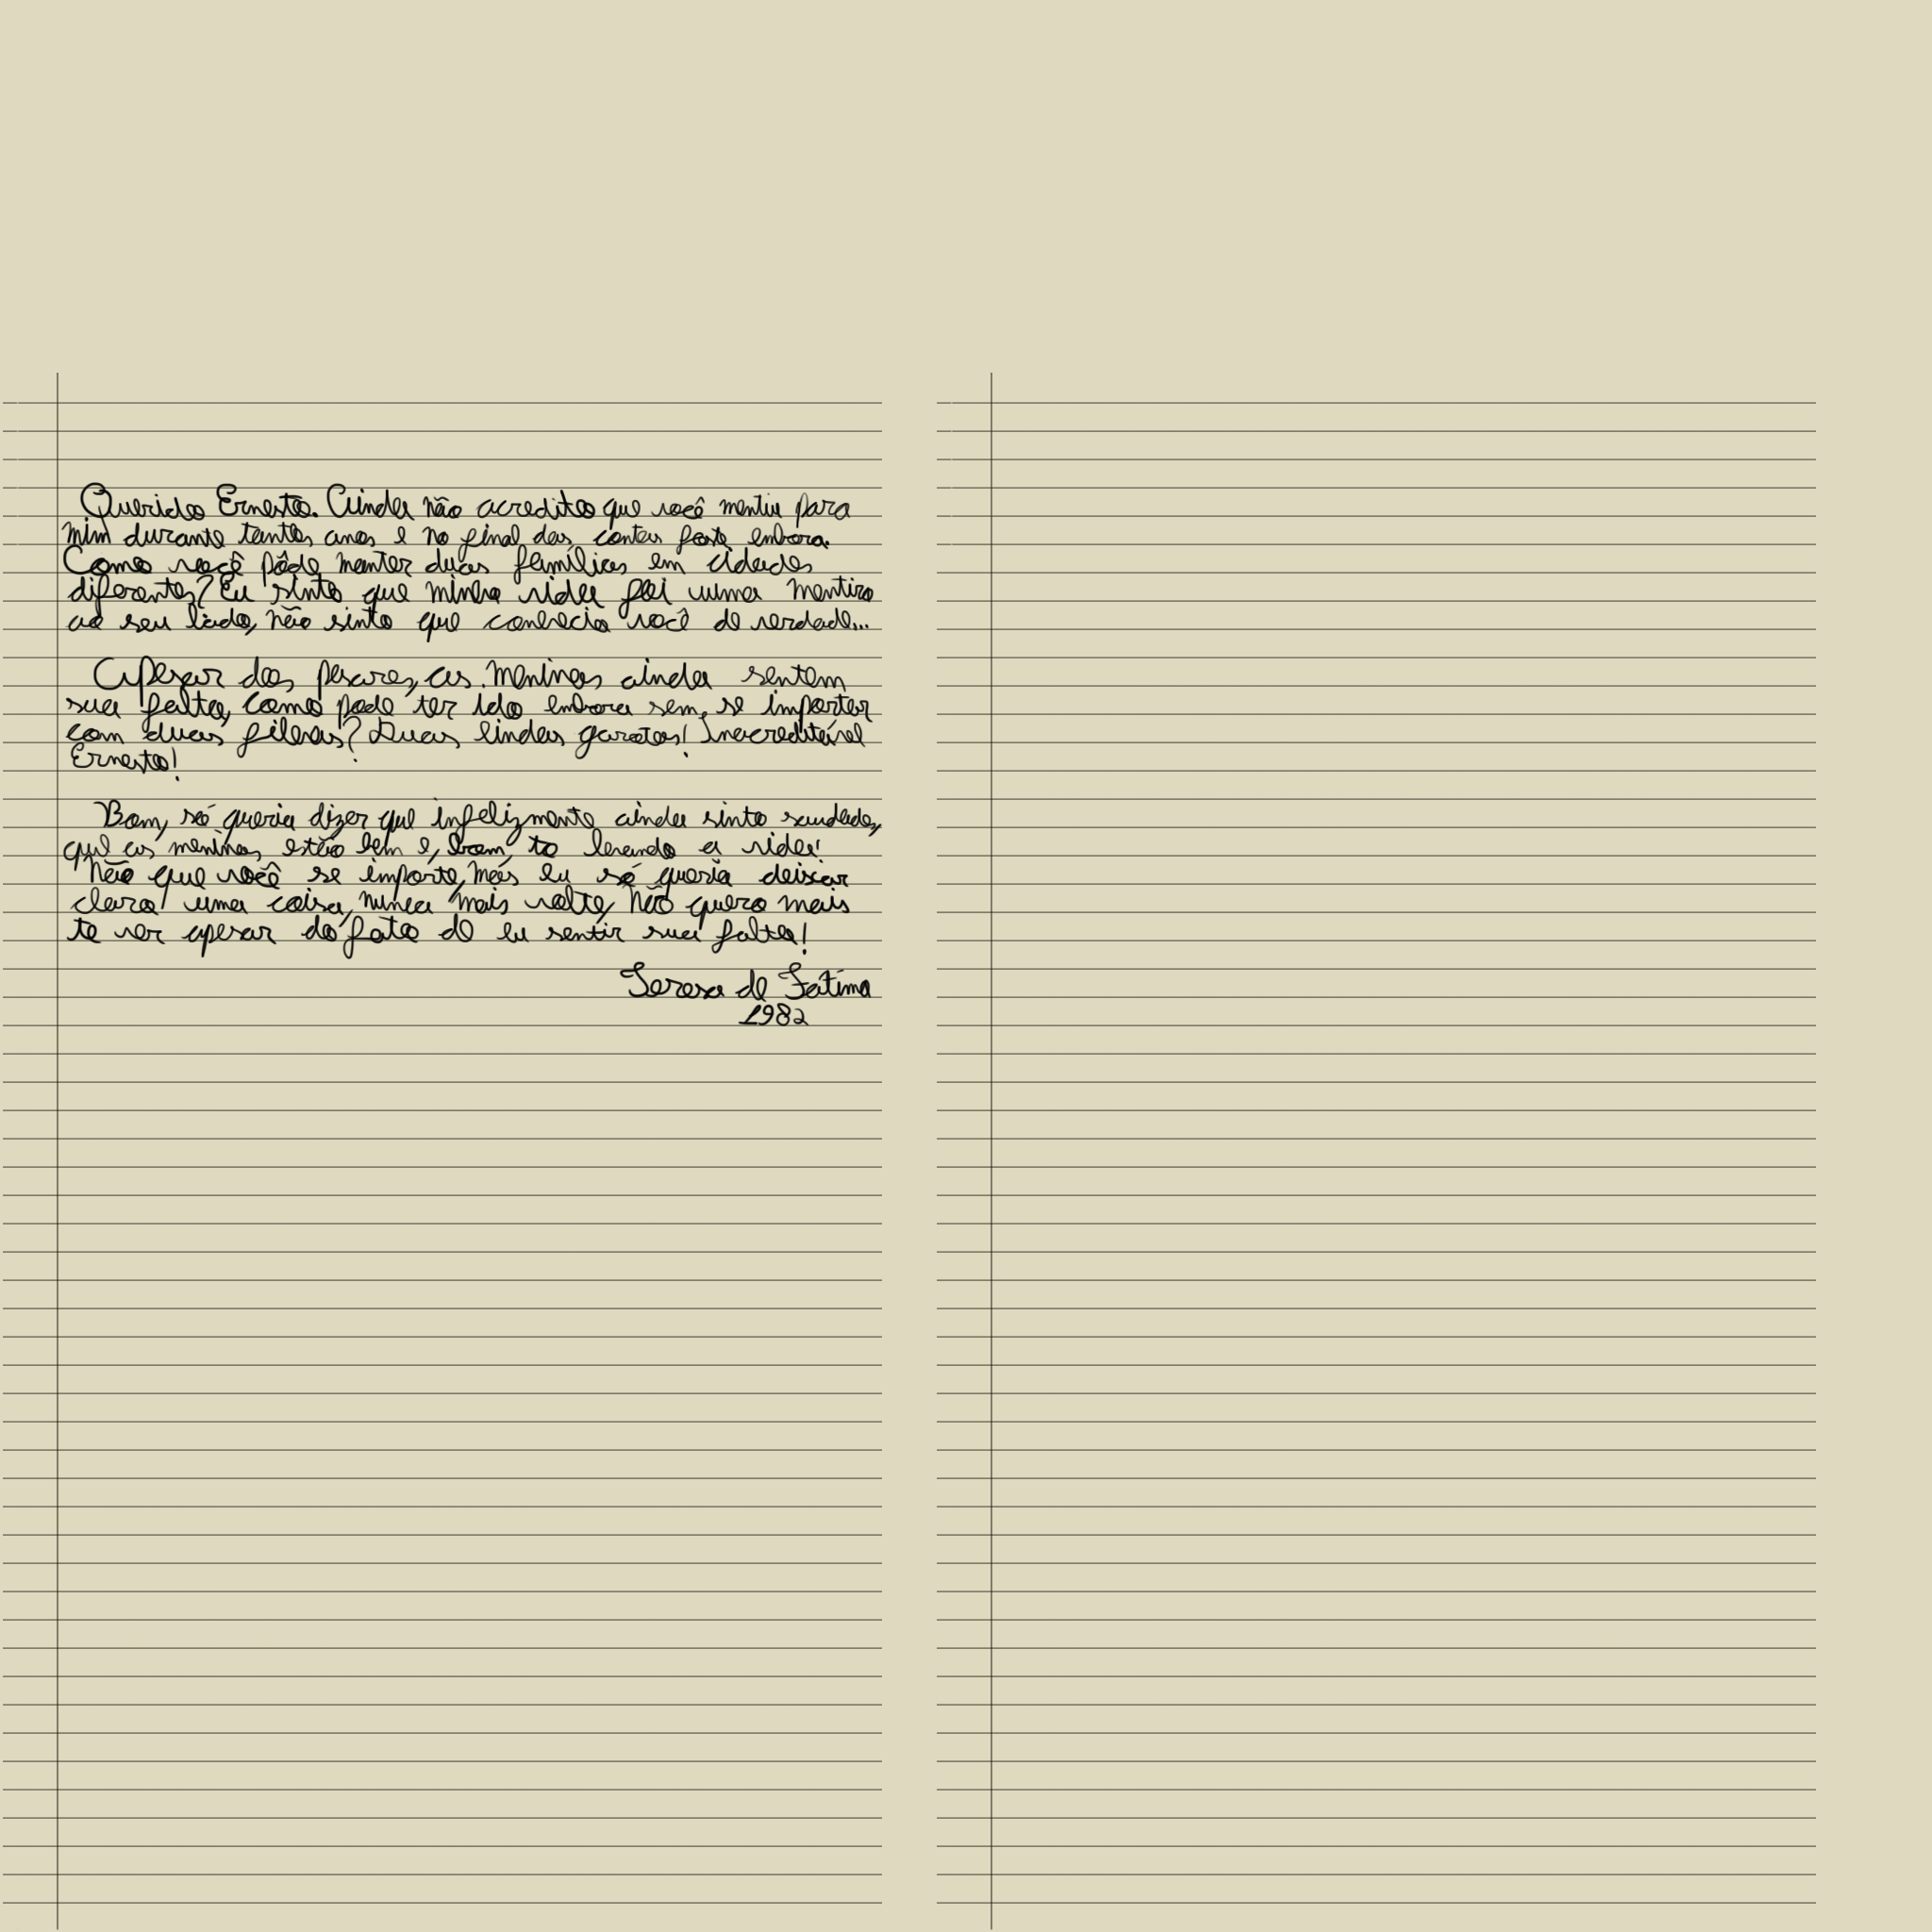 Querido Ernesto. Ainda não acredito que você mentiu para
mim durante tantos anos e no final das contas foste embora.
Como você pôde manter duas famílias em cidades
diferentes? Eu sinto que minha vida foi uma mentira
ao seu lado, não sinto que conhecia você de verdade...
Apesar dos pesares, as meninas ainda sentem
sua falta, como pode ter ido embora sem se importar
com duas filhas? Duas lindas garotas! Inacreditável
Ernesto!
Bom, só queria dizer que infelizmente ainda sinto saudades,
que as meninas estão bem e, bom, to levando a vida!
Não que você se importe, mas eu só queria deixar
claro uma coisa, nunca mais volte, não quero mais
te ver apesar do fato de eu sentir sua falta!
Teresa de Fátima
1982